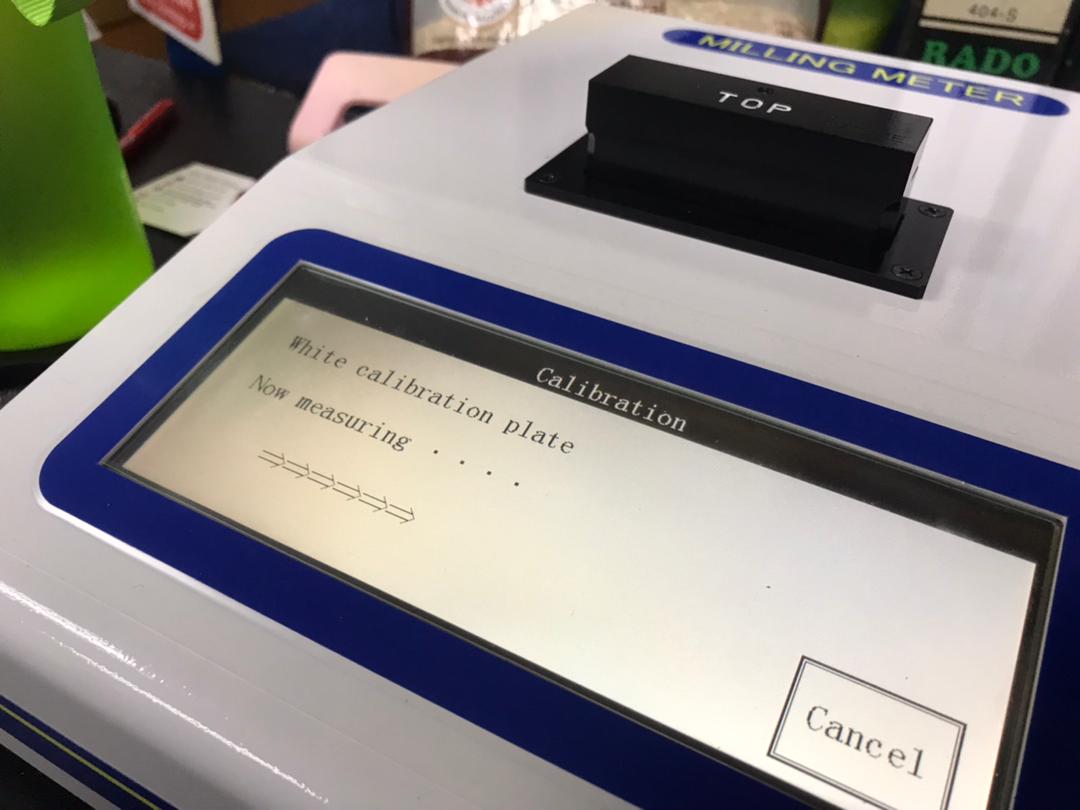 404-S
RADO
MILLING METER
TOP
Calibration
White calibration plate
Now measuring . . . .
⇒⇒⇒⇒⇒⇒
Cancel